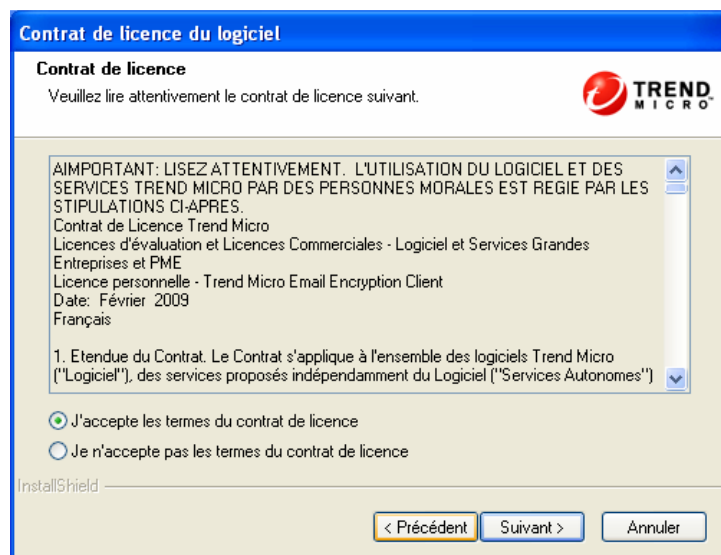 Contrat de licence du logiciel
Contrat de licence
Veuillez lire attentivement le contrat de licence suivant.
TREND
MICRO™
AIMPORTANT: LISEZ ATTENTIVEMENT. L'UTILISATION DU LOGICIEL ET DES
SERVICES TREND MICRO PAR DES PERSONNES MORALES EST REGIE PAR LES
STIPULATIONS CI-APRES.
Contrat de Licence Trend Micro
Licences d'évaluation et Licences Commerciales - Logiciel et Services Grandes
Entreprises et PME
Licence personnelle - Trend Micro Email Encryption Client
Date: Février 2009
Français
1. Etendue du Contrat. Le Contrat s'applique à l'ensemble des logiciels Trend Micro
("Logiciel"), des services proposés indépendamment du Logiciel ("Services Autonomes")
J'accepte les termes du contrat de licence
Je n'accepte pas les termes du contrat de licence
InstallShield
< Précédent
Suivant >
Annuler